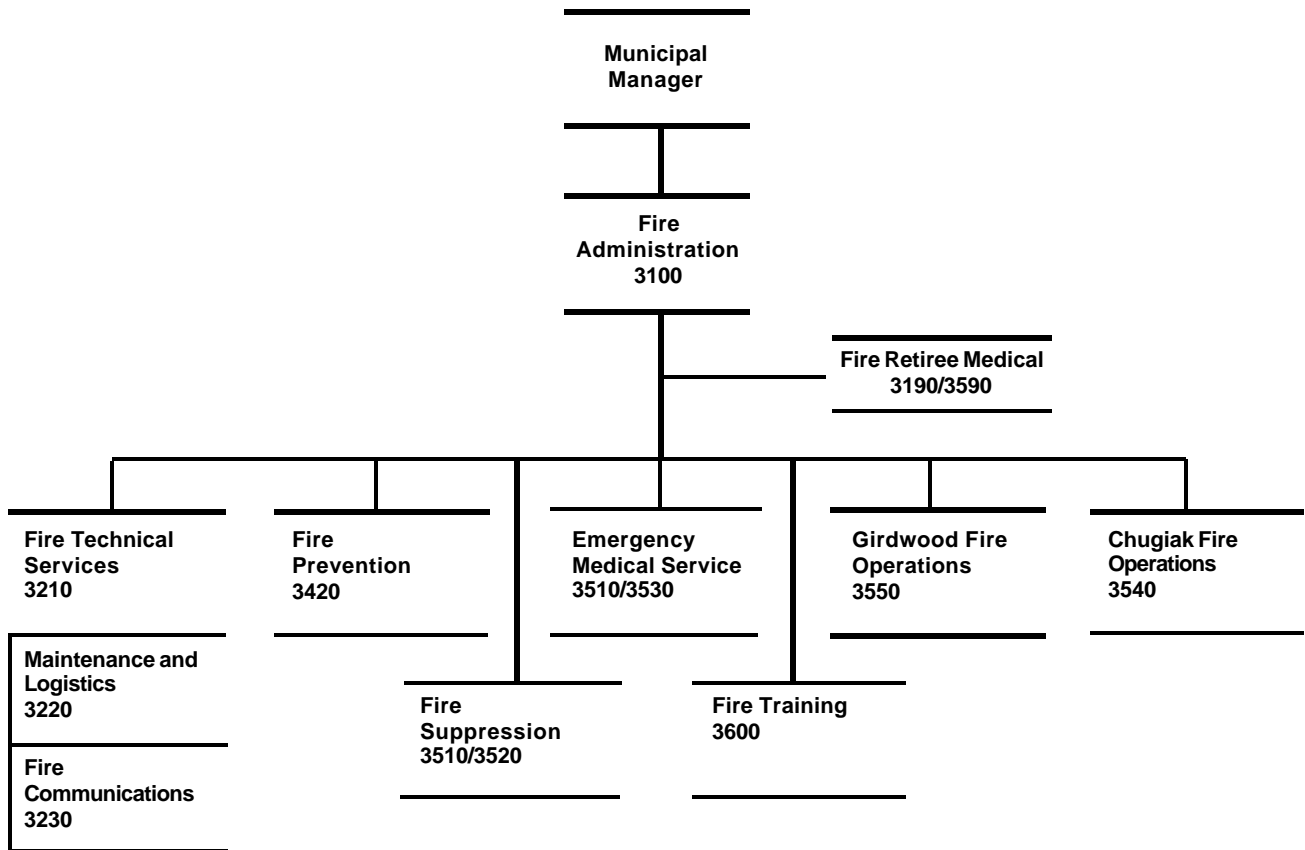 Municipal
Manager
Fire
Administration
3100
Fire Retiree Medical
3190/3590
Fire Technical
Services
3210
Fire
Prevention
3420
Emergency
Medical Service
3510/3530
Girdwood Fire
Operations
3550
Chugiak Fire
Operations
3540
Maintenance and
Logistics
3220
Fire
Suppression
3510/3520
Fire Training
3600
Fire
Communications
3230